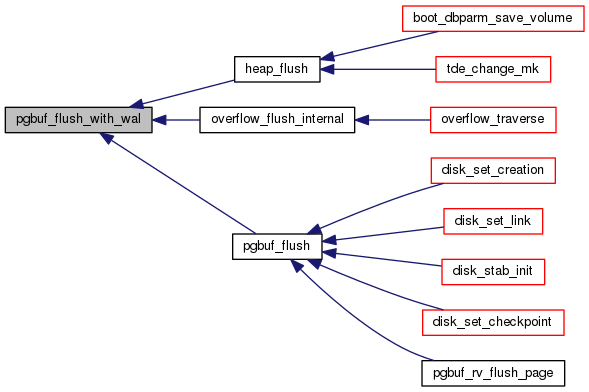 boot_dbparm_save_volume
heap_flush
tde_change_mk
pgbuf_flush_with_wal
overflow_flush_internal
overflow_traverse
disk_set_creation
disk_set_link
pgbuf_flush
disk_stab_init
disk_set_checkpoint
pgbuf_rv_flush_page